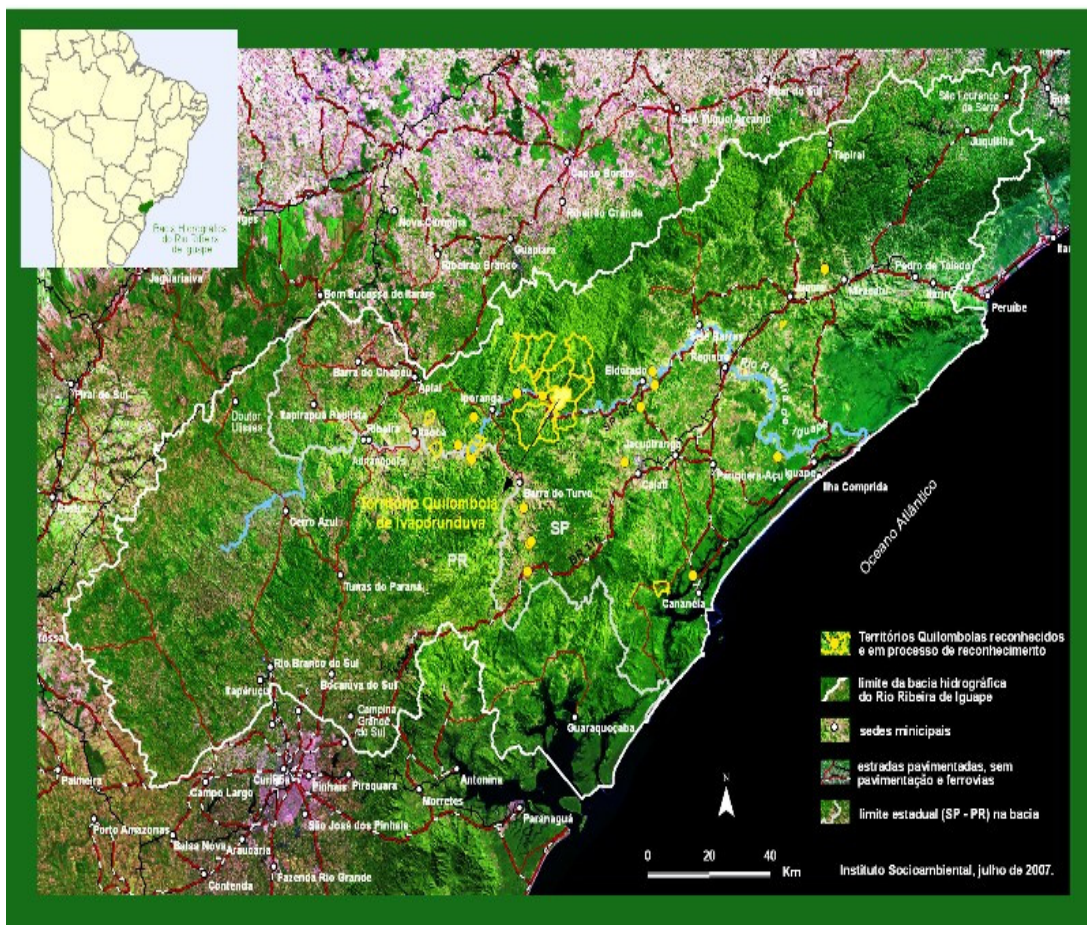 Bacia Hidrográfica
do Rio Ribeira
de Iguape
Pilar do Sul
São Miguel Arcanjo
São Lourenço
da Serra
Juquitiba
Tapiraí
Capão Bonito
Ribeirão Grande
Nova Campina
Guapiara
Ribeirão Branco
Jaguariaíva
Bom Sucesso de Itararé
Pedro de Toledo
Itariri
Peruíbe
Miracatu
Juquiá
Sete Barras
Registro
Barra do Chapéu
Apiaí
Eldorado
Piraí do Sul
Doutor
Ulisses
Itapirapuã Paulista
Iporanga
Ribeira
Itaóca
Adrianópolis
Rio Ribeira de Iguape
Jacupiranga
Cajati
Pariquera-Açu
Iguape
Ilha Comprida
Castro
Território Quilombola
de Ivaporunduva
Barra do Turvo
Cerro Azul
SP
PR
Oceano Atlântico
Tunas do Paraná
Cananéia
Territórios Quilombolas reconhecidos
e em processo de reconhecimento
limite da bacia hidrográfica
do Rio Ribeira de Iguape
sedes minicipais
estradas pavimentadas, sem
pavimentação e ferrovias
limite estadual (SP - PR) na bacia
Rio Branco do Sul
Itaperuçu
Bocaiúva do Sul
Campina
Grande
do Sul
Guaraqueçaba
Palmeira
Campo Largo
Curitiba
Pinhais
Piraquara
Antonina
Morretes
Paranaguá
São José dos Pinhais
Porto Amazonas
Balsa Nova
Araucária
Contenda
Fazenda Rio Grande
N
0 20 40
Km
Instituto Socioambiental, julho de 2007.